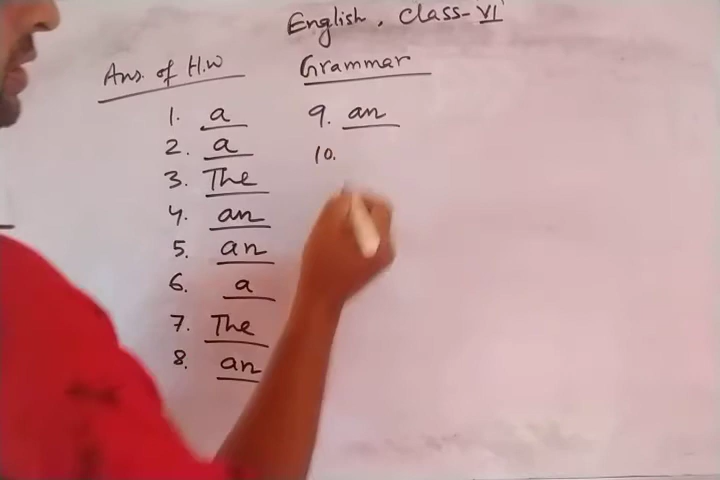 English, Class-VI
Ans. of H.W
Grammar
1. a
2. a
3. The
4. an
5. an
6. a
7. The
8. an
9. an
10.